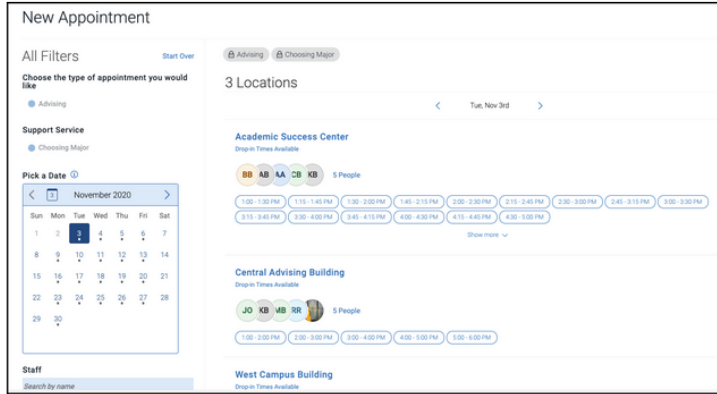 New Appointment
All Filters
Start Over
Choose the type of appointment you would
like
Advising
Support Service
Choosing Major
Pick a Date
3 November 2020
Sun Mon Tue Wed Thu Fri Sat
1 2 3 4 5 6 7
8 9 10 11 12 13 14
15 16 17 18 19 20 21
22 23 24 25 26 27 28
29 30
Staff
Search by name
Advising Choosing Major
3 Locations
Tue, Nov 3rd
Academic Success Center
Drop-in Times Available
BB AB AA CB KB 5 People
1:00 - 1:30 PM 1:15 - 1:45 PM 1:30 - 2:00 PM 1:45 - 2:15 PM 2:00 - 2:30 PM 2:15 - 2:45 PM 2:30 - 3:00 PM 2:45 - 3:15 PM 3:00 - 3:30 PM
3:15 - 3:45 PM 3:30 - 4:00 PM 3:45 - 4:15 PM 4:00 - 4:30 PM 4:15 - 4:45 PM 4:30 - 5:00 PM
Show more
Central Advising Building
Drop-in Times Available
JO KB MB RR 5 People
1:00 - 2:00 PM 2:00 - 3:00 PM 3:00 - 4:00 PM 4:00 - 5:00 PM 5:00 - 6:00 PM
West Campus Building
Drop-in Times Available